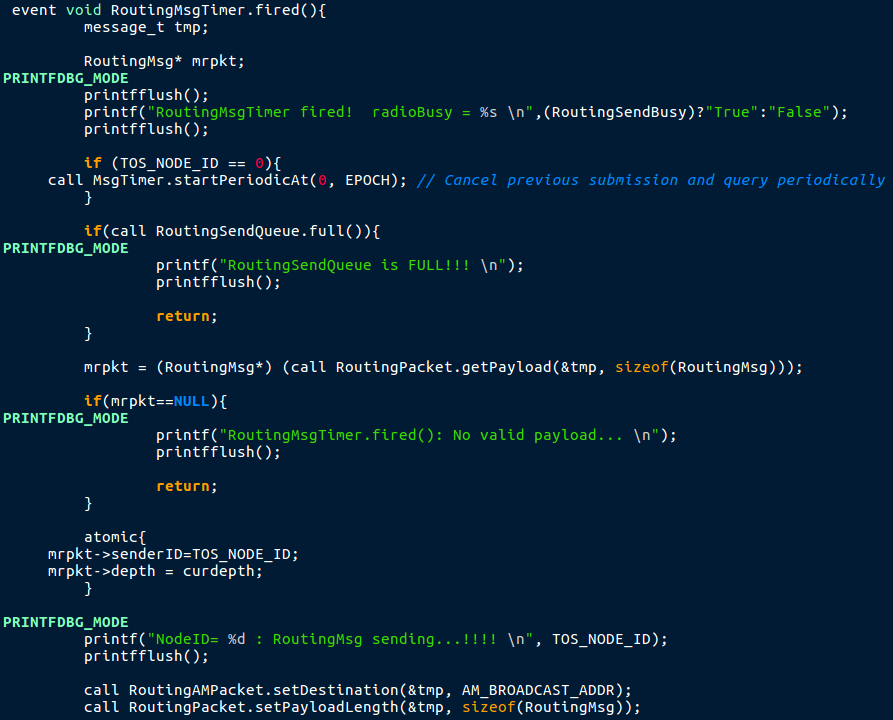 event void RoutingMsgTimer.fired(){
message_t tmp;
RoutingMsg* mrpkt;
PRINTFDBG_MODE
printfflush();
printf("RoutingMsgTimer fired!  radioBusy = %s \n",(RoutingSendBusy)?"True":"False");
printfflush();
if (TOS_NODE_ID == 0){
call MsgTimer.startPeriodicAt(0, EPOCH); // Cancel previous submission and query periodically
}
if(call RoutingSendQueue.full()){
PRINTFDBG_MODE
printf("RoutingSendQueue is FULL!!! \n");
printfflush();
return;
}
mrpkt = (RoutingMsg*) (call RoutingPacket.getPayload(&tmp, sizeof(RoutingMsg)));
if(mrpkt==NULL){
PRINTFDBG_MODE
printf("RoutingMsgTimer.fired(): No valid payload... \n");
printfflush();
return;
}
atomic{
mrpkt->senderID=TOS_NODE_ID;
mrpkt->depth = curdepth;
}
PRINTFDBG_MODE
printf("NodeID= %d : RoutingMsg sending...!!!! \n", TOS_NODE_ID);
printfflush();
call RoutingAMPacket.setDestination(&tmp, AM_BROADCAST_ADDR);
call RoutingPacket.setPayloadLength(&tmp, sizeof(RoutingMsg));